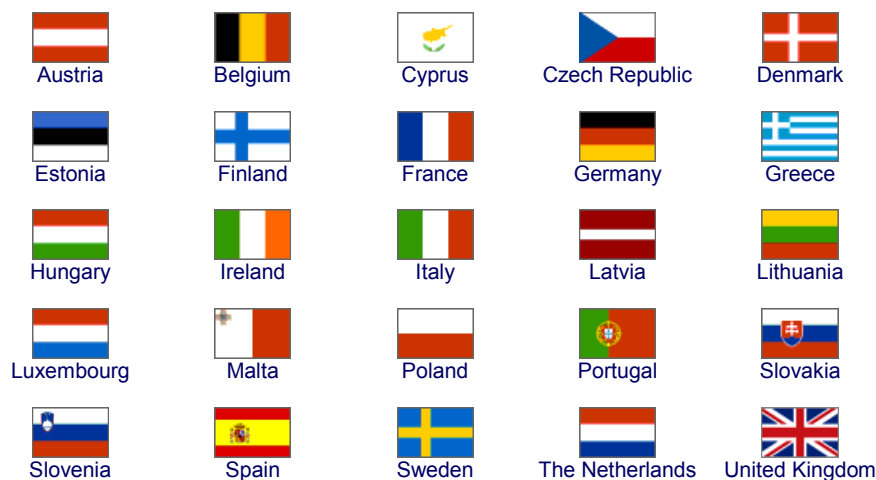 Austria Belgium Cyprus Czech Republic Denmark
Estonia Finland France Germany Greece
Hungary Ireland Italy Latvia Lithuania
Luxembourg Malta Poland Portugal Slovakia
Slovenia Spain Sweden The Netherlands United Kingdom